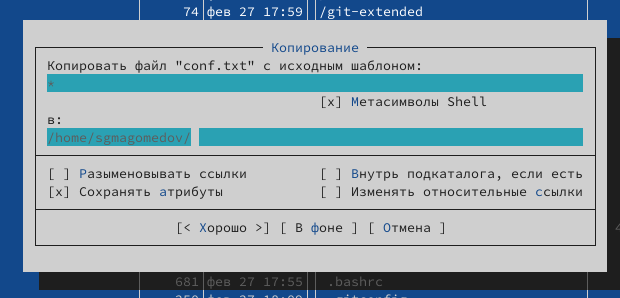 74 фев 27 17:59 /git-extended
Копирование
Копировать файл "conf.txt" с исходным шаблоном:
*
[x] Метасимволы Shell
в:
/home/sgmagomedov/
[ ] Разыменовывать ссылки [ ] Внутрь подкаталога, если есть
[x] Сохранять атрибуты [ ] Изменять относительные ссылки
[< Хорошо >] [ В фоне ] [ Отмена ]
681 фев 27 17:55 .bashrc